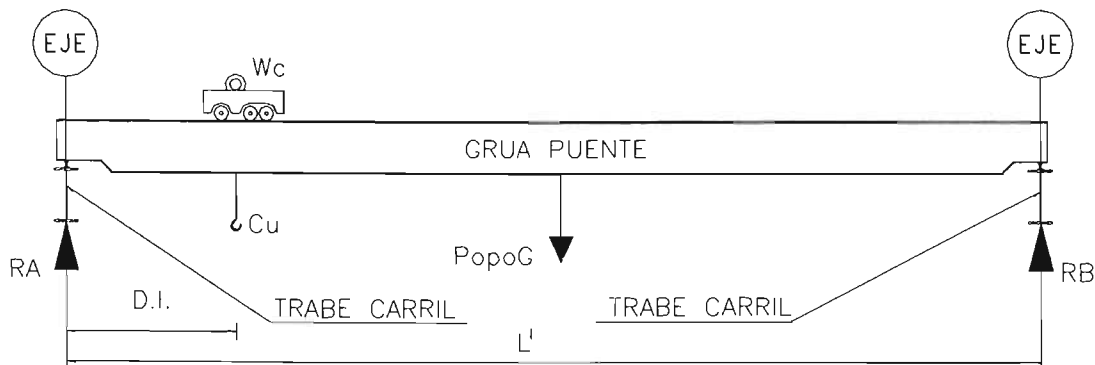 EJE
EJE
Wc
GRUA PUENTE
Cu
PopoG
RA
RB
D.I.
TRABE CARRIL
TRABE CARRIL
L'